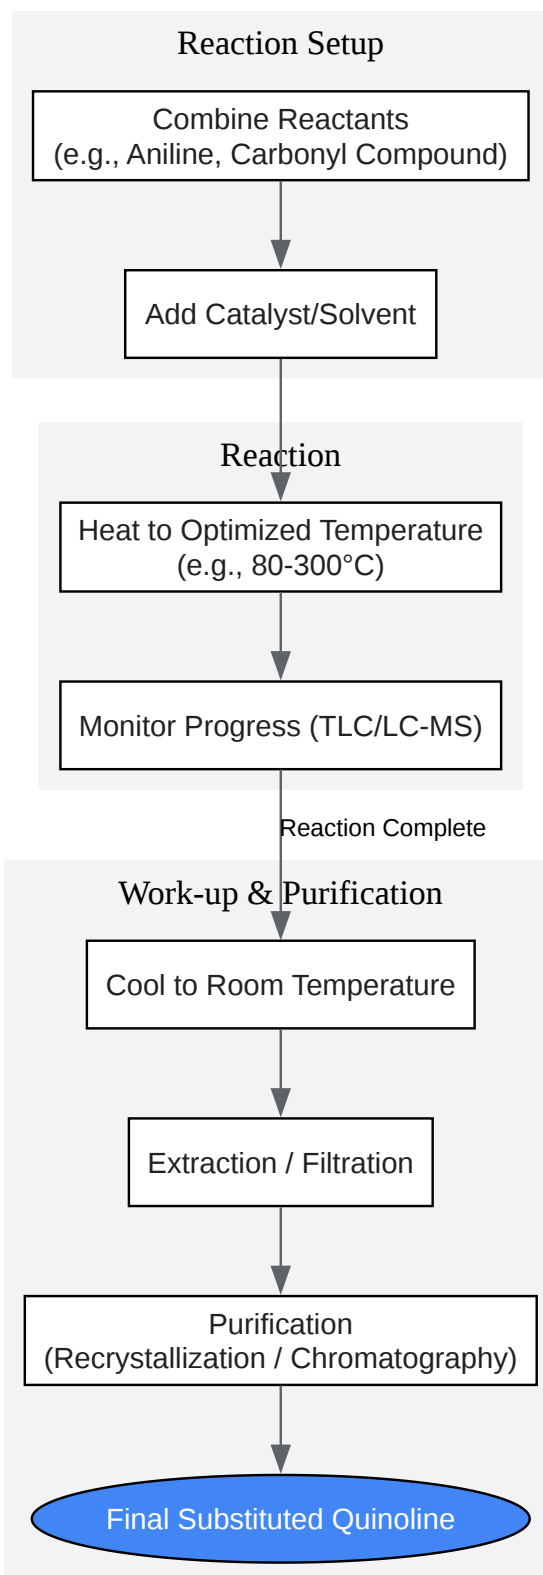 Reaction Setup
Combine Reactants
(e.g., Aniline, Carbonyl Compound)
Add Catalyst/Solvent
Reaction
Heat to Optimized Temperature
(e.g., 80-300°C)
Monitor Progress (TLC/LC-MS)
Reaction Complete
Work-up & Purification
Cool to Room Temperature
Extraction / Filtration
Purification
(Recrystallization / Chromatography)
Final Substituted Quinoline